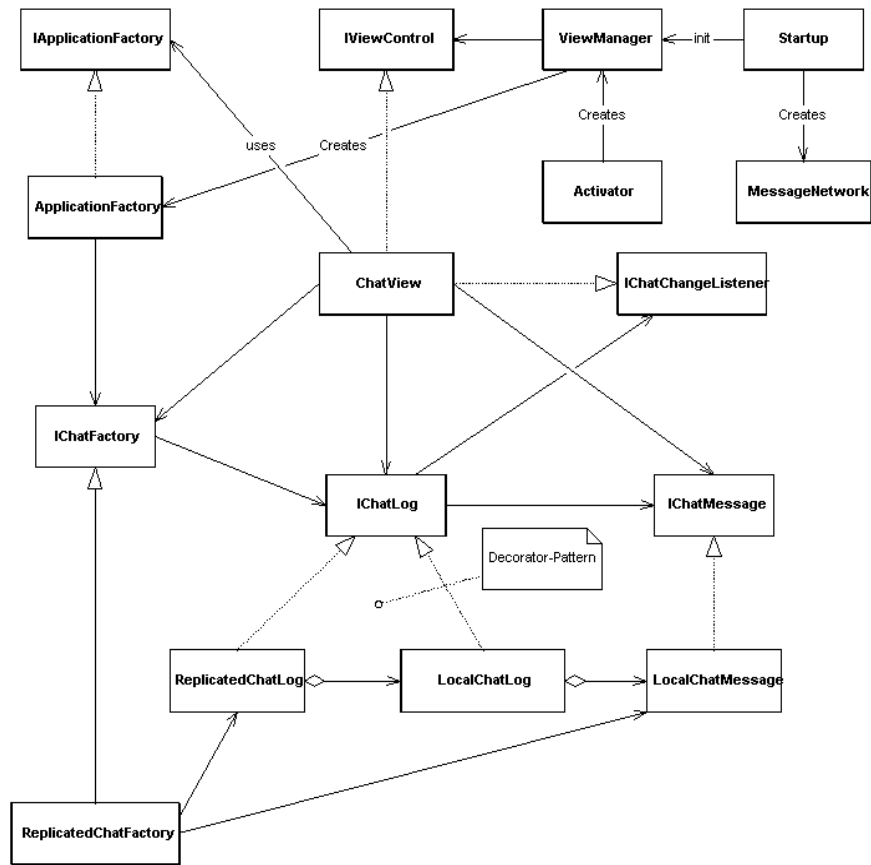 IApplicationFactory
IViewControl
ViewManager
init
Startup
uses
Creates
Creates
Creates
ApplicationFactory
Activator
MessageNetwork
ChatView
IChatChangeListener
IChatFactory
IChatLog
IChatMessage
Decorator-Pattern
ReplicatedChatLog
LocalChatLog
LocalChatMessage
ReplicatedChatFactory